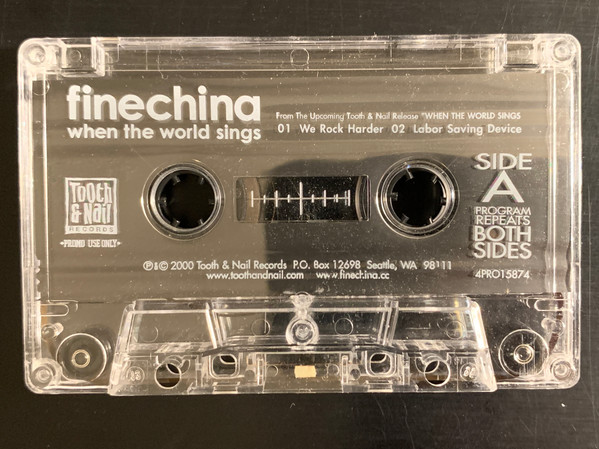 finechina
when the world sings
From The Upcoming Tooth & Nail Release "WHEN THE WORLD SINGS
01 We Rock Harder 02 Labor Saving Device
SIDE
A
PROGRAM
REPEATS
BOTH
SIDES
4PRO15874
Tooth
& Nail
RECORDS
•PROMO USE ONLY•
℗&© 2000 Tooth & Nail Records P.O. Box 12698 Seattle, WA 98111
www.toothandnail.com www.finechina.cc